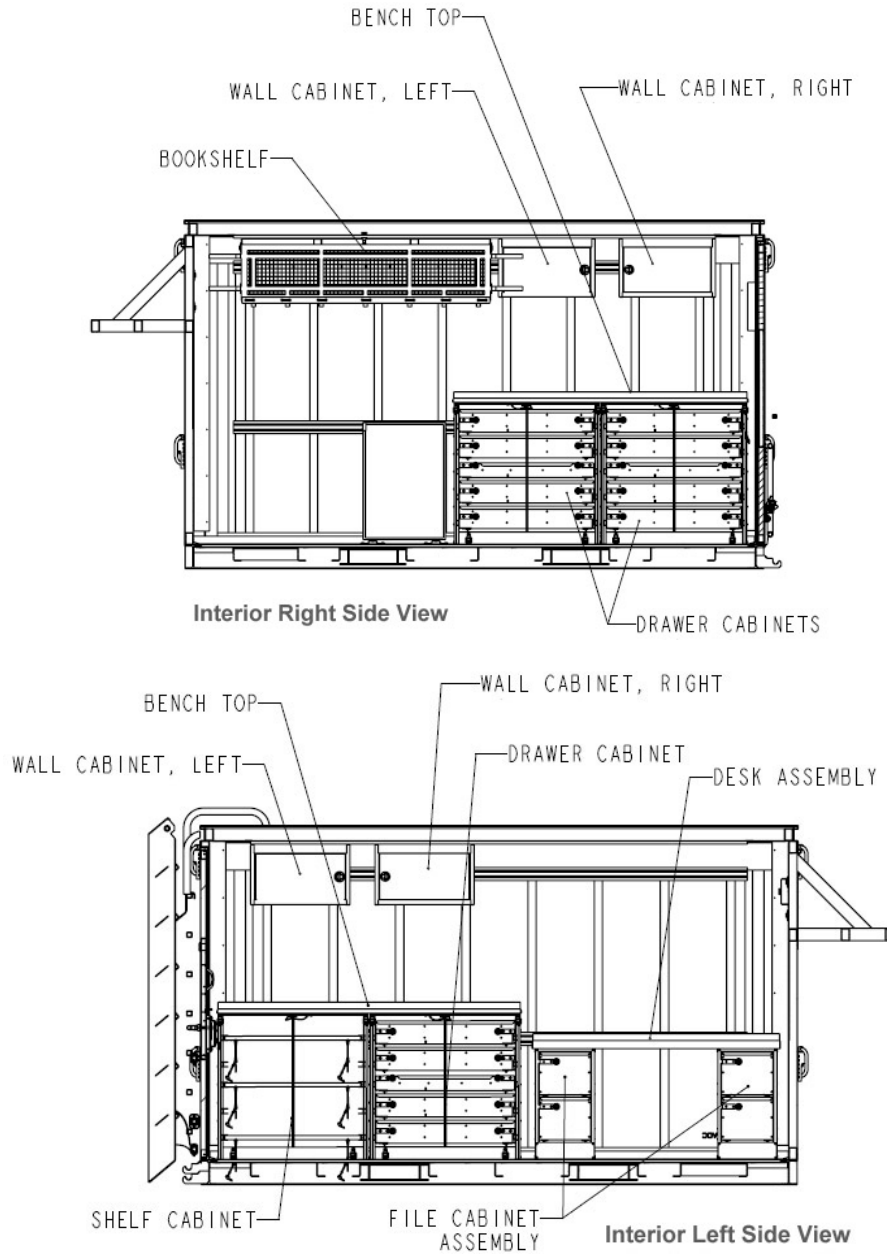 BENCH TOP
WALL CABINET, LEFT
WALL CABINET, RIGHT
BOOKSHELF
Interior Right Side View
DRAWER CABINETS
WALL CABINET, RIGHT
BENCH TOP
DRAWER CABINET
WALL CABINET, LEFT
DESK ASSEMBLY
SHELF CABINET
FILE CABINET
ASSEMBLY
Interior Left Side View